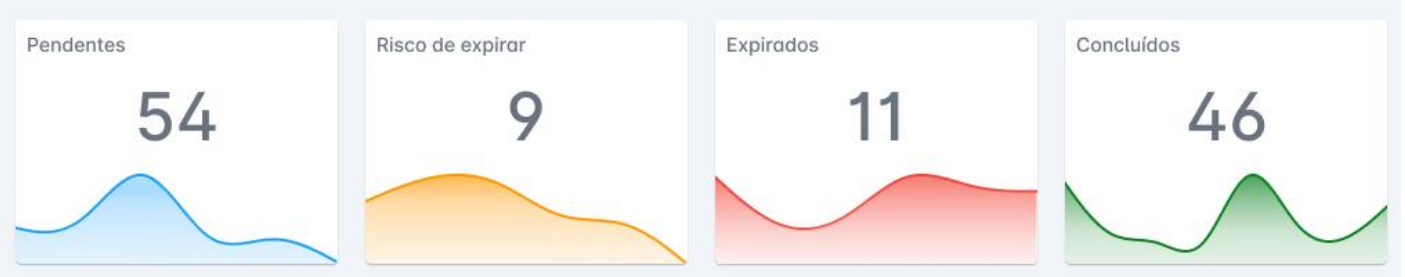 Pendentes
54
Risco de expirar
9
Expirados
11
Concluídos
46